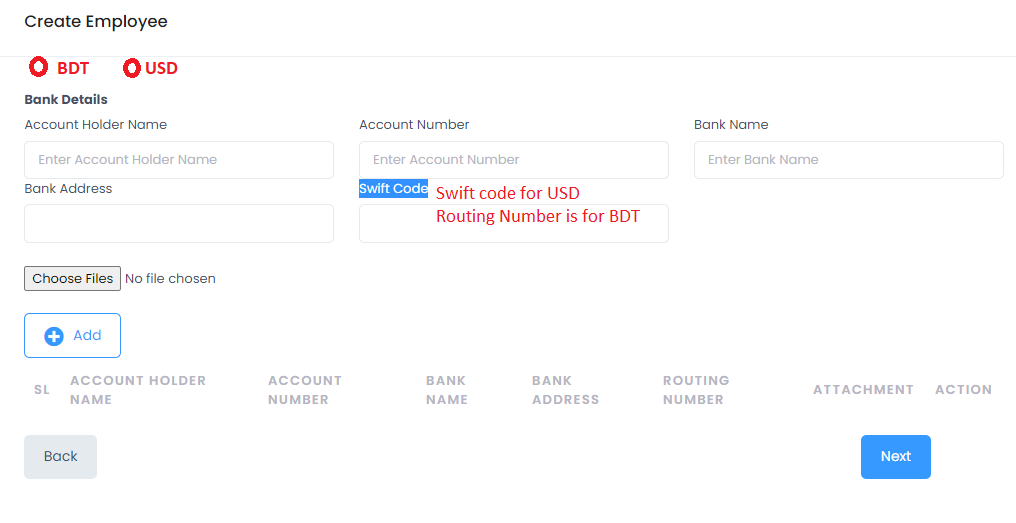 Create Employee
BDT USD
Bank Details
Account Holder Name Account Number Bank Name
Enter Account Holder Name Enter Account Number Enter Bank Name
Bank Address Swift Code Swift code for USD
Routing Number is for BDT
Choose Files No file chosen
Add
SL ACCOUNT HOLDER NAME ACCOUNT NUMBER BANK NAME BANK ADDRESS ROUTING NUMBER ATTACHMENT ACTION
Back Next